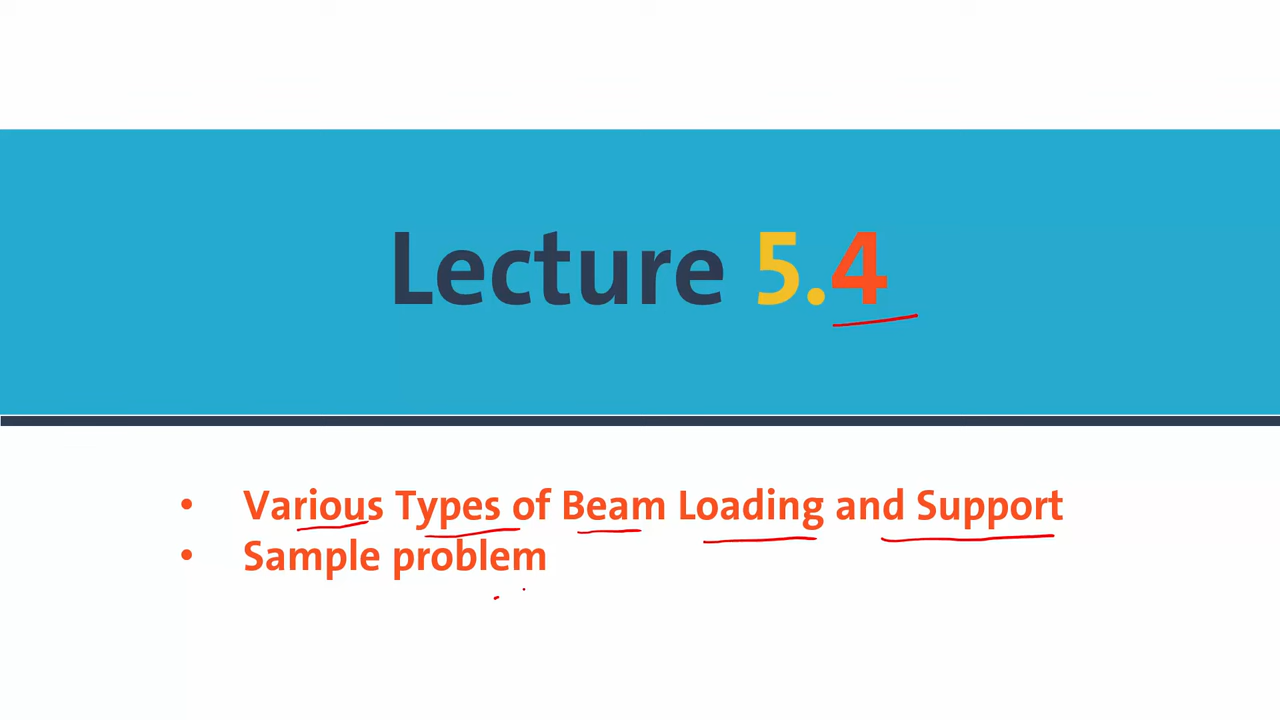 Lecture 5.4
• Various Types of Beam Loading and Support
• Sample problem